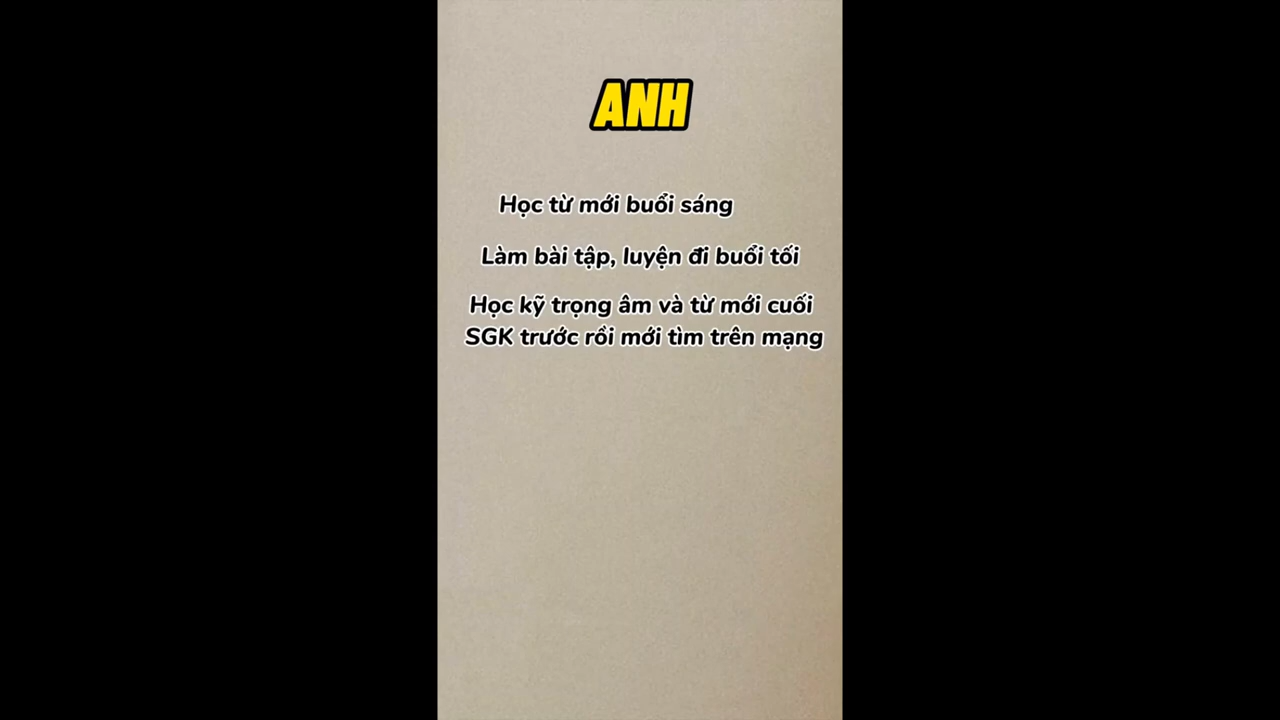 ANH
Học từ mới buổi sáng
Làm bài tập, luyện đi buổi tối
Học kỹ trọng âm và từ mới cuối
SGK trước rồi mới tìm trên mạng